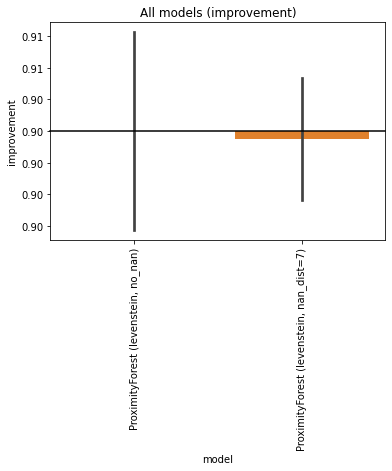 All models (improvement)
0.91
0.91
0.90
0.90
0.90
0.90
0.90
improvement
ProximityForest (levenstein, no_nan)
ProximityForest (levenstein, nan_dist=7)
model